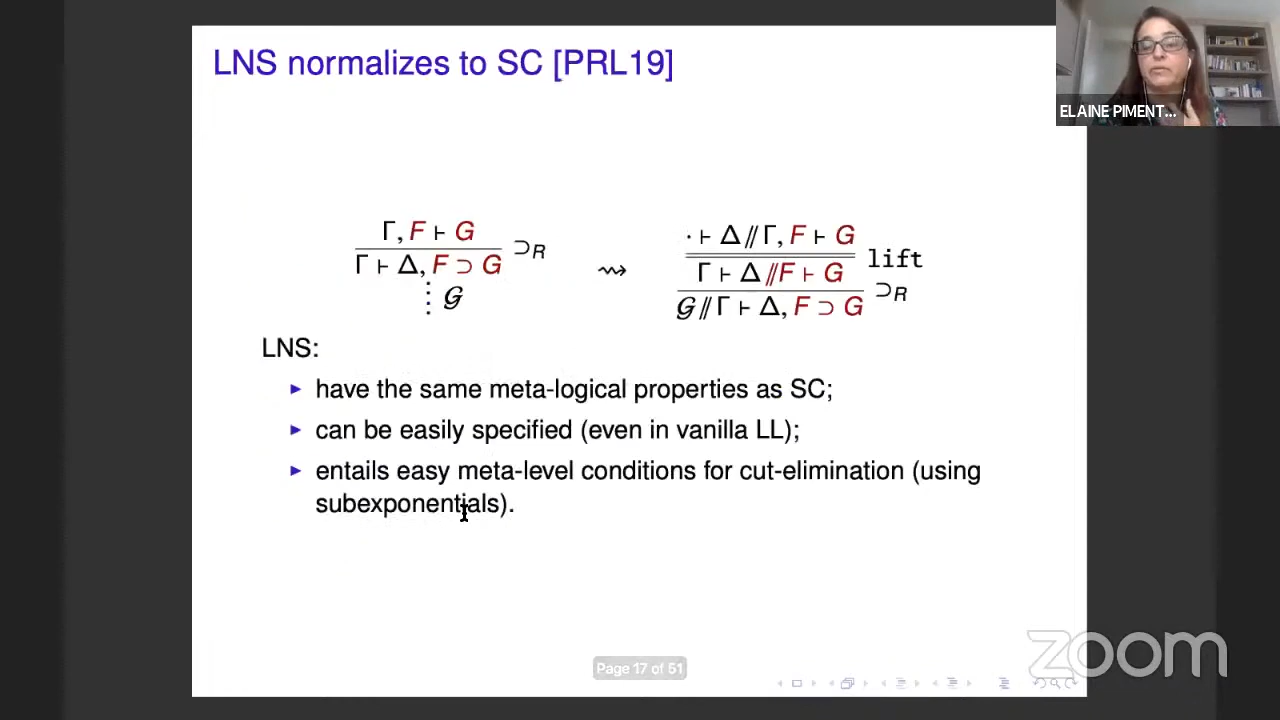 LNS normalizes to SC [PRL19]
ELAINE PIMENT...
Γ, F ⊢ G
Γ ⊢ Δ, F ⊃ G
⊃R
𝒢
⇝
· ⊢ Δ // Γ, F ⊢ G
lift
Γ ⊢ Δ // F ⊢ G
⊃R
𝒢 // Γ ⊢ Δ, F ⊃ G
LNS:
▶ have the same meta-logical properties as SC;
▶ can be easily specified (even in vanilla LL);
▶ entails easy meta-level conditions for cut-elimination (using
subexponentials).
Page 17 of 51
zoom